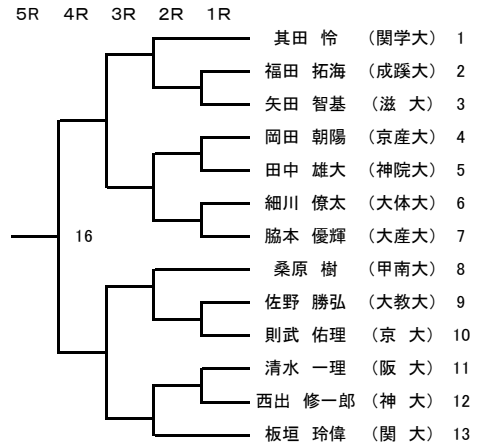 5R 4R 3R 2R 1R
其田 怜 （関学大） 1
福田 拓海 （成蹊大） 2
矢田 智基 （滋 大） 3
岡田 朝陽 （京産大） 4
田中 雄大 （神院大） 5
細川 僚太 （大体大） 6
16
脇本 優輝 （大産大） 7
桑原 樹 （甲南大） 8
佐野 勝弘 （大教大） 9
則武 佑理 （京 大） 10
清水 一理 （阪 大） 11
西出 修一郎 （神 大） 12
板垣 玲偉 （関 大） 13